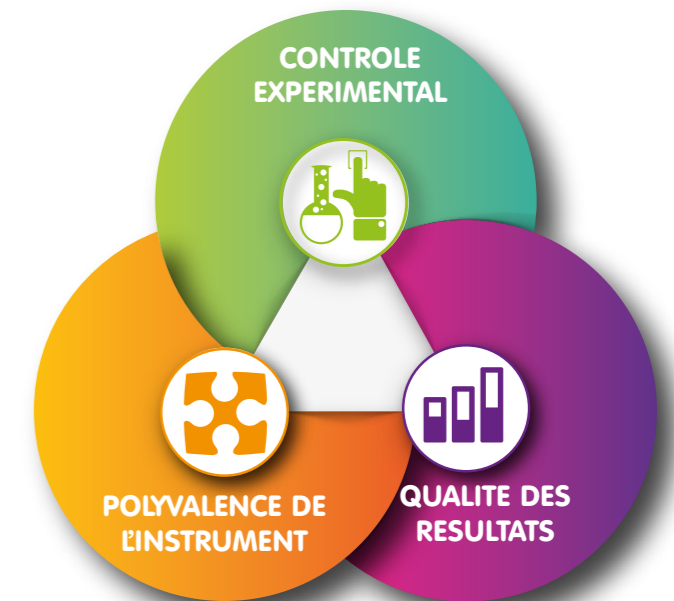 CONTROLE
EXPERIMENTAL
POLYVALENCE DE
L'INSTRUMENT
QUALITE DES
RESULTATS